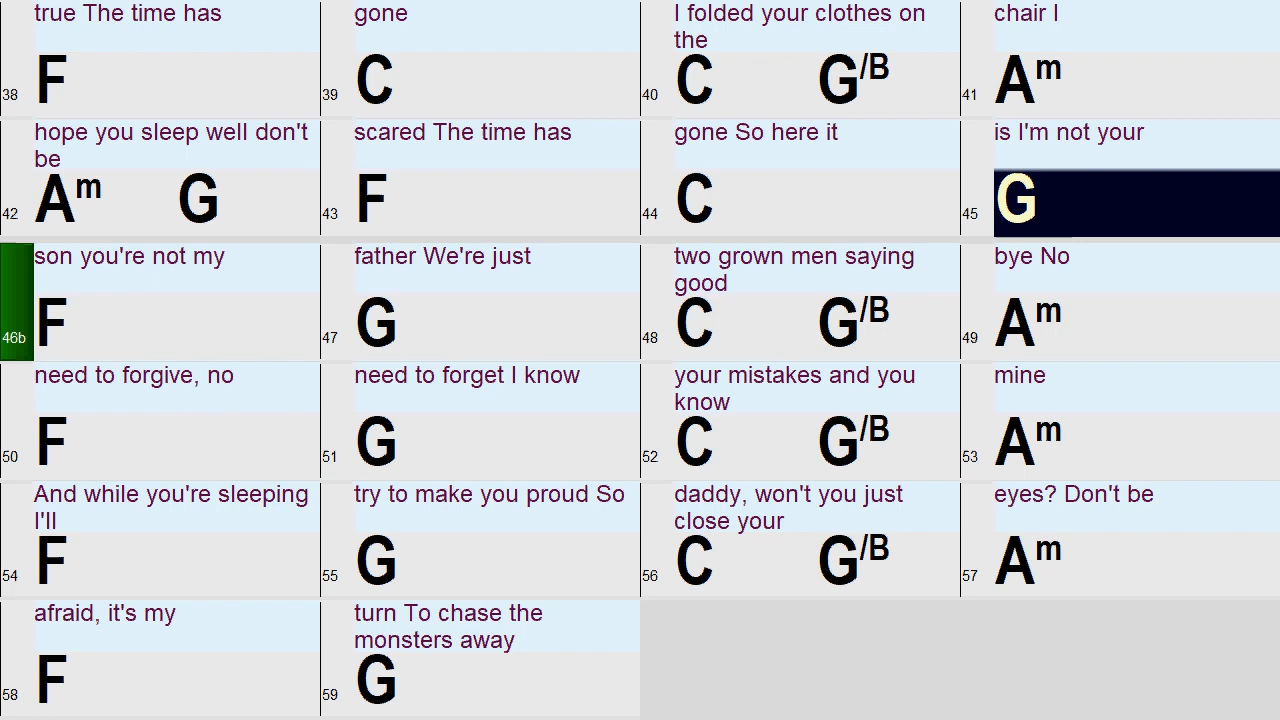 true The time has
38 F
gone
39 C
I folded your clothes on
the
40 C G/B
chair I
41 Am
hope you sleep well don't
be
42 Am G
scared The time has
43 F
gone So here it
44 C
is I'm not your
45 G
son you're not my
46b F
father We're just
47 G
two grown men saying
good
48 C G/B
bye No
49 Am
need to forgive, no
50 F
need to forget I know
51 G
your mistakes and you
know
52 C G/B
mine
53 Am
And while you're sleeping
I'll
54 F
try to make you proud So
55 G
daddy, won't you just
close your
56 C G/B
eyes? Don't be
57 Am
afraid, it's my
58 F
turn To chase the
monsters away
59 G